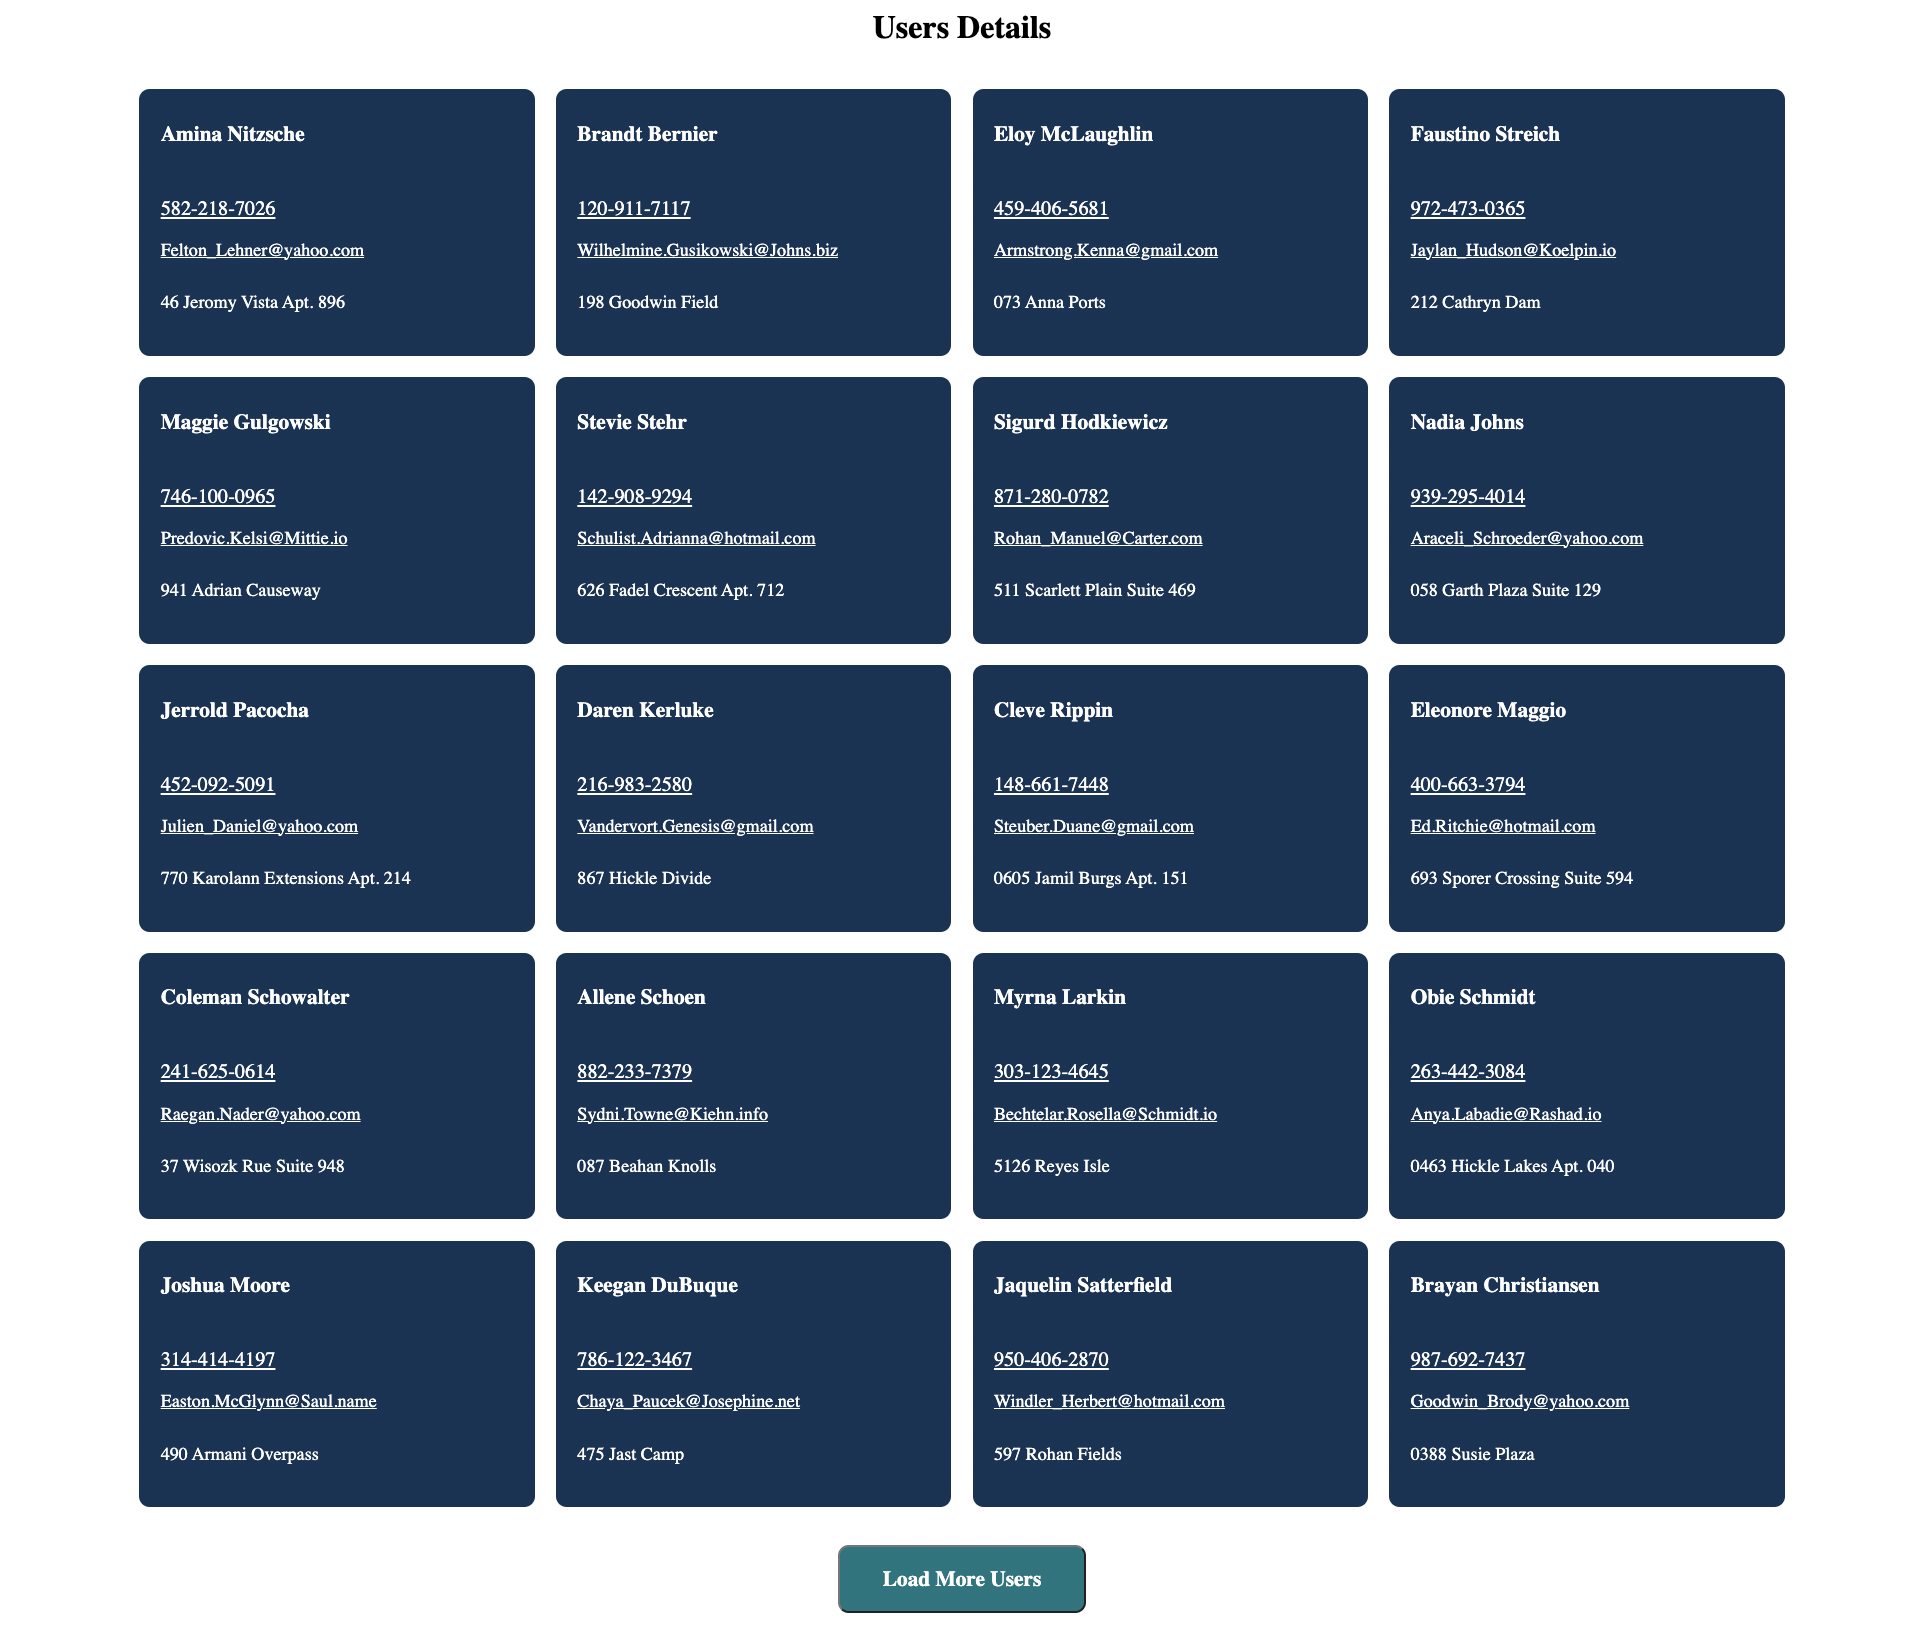 Users Details
Amina Nitzsche
582-218-7026
Felton_Lehner@yahoo.com
46 Jeromy Vista Apt. 896
Brandt Bernier
120-911-7117
Wilhelmine.Gusikowski@Johns.biz
198 Goodwin Field
Eloy McLaughlin
459-406-5681
Armstrong.Kenna@gmail.com
073 Anna Ports
Faustino Streich
972-473-0365
Jaylan_Hudson@Koelpin.io
212 Cathryn Dam
Maggie Gulgowski
746-100-0965
Predovic.Kelsi@Mittie.io
941 Adrian Causeway
Stevie Stehr
142-908-9294
Schulist.Adrianna@hotmail.com
626 Fadel Crescent Apt. 712
Sigurd Hodkiewicz
871-280-0782
Rohan_Manuel@Carter.com
511 Scarlett Plain Suite 469
Nadia Johns
939-295-4014
Araceli_Schroeder@yahoo.com
058 Garth Plaza Suite 129
Jerrold Pacocha
452-092-5091
Julien_Daniel@yahoo.com
770 Karolann Extensions Apt. 214
Daren Kerluke
216-983-2580
Vandervort.Genesis@gmail.com
867 Hickle Divide
Cleve Rippin
148-661-7448
Steuber.Duane@gmail.com
0605 Jamil Burgs Apt. 151
Eleonore Maggio
400-663-3794
Ed.Ritchie@hotmail.com
693 Sporer Crossing Suite 594
Coleman Schowalter
241-625-0614
Raegan.Nader@yahoo.com
37 Wisozk Rue Suite 948
Allene Schoen
882-233-7379
Sydni.Towne@Kiehn.info
087 Beahan Knolls
Myrna Larkin
303-123-4645
Bechtelar.Rosella@Schmidt.io
5126 Reyes Isle
Obie Schmidt
263-442-3084
Anya.Labadie@Rashad.io
0463 Hickle Lakes Apt. 040
Joshua Moore
314-414-4197
Easton.McGlynn@Saul.name
490 Armani Overpass
Keegan DuBuque
786-122-3467
Chaya_Paucek@Josephine.net
475 Jast Camp
Jaquelin Satterfield
950-406-2870
Windler_Herbert@hotmail.com
597 Rohan Fields
Brayan Christiansen
987-692-7437
Goodwin_Brody@yahoo.com
0388 Susie Plaza
Load More Users